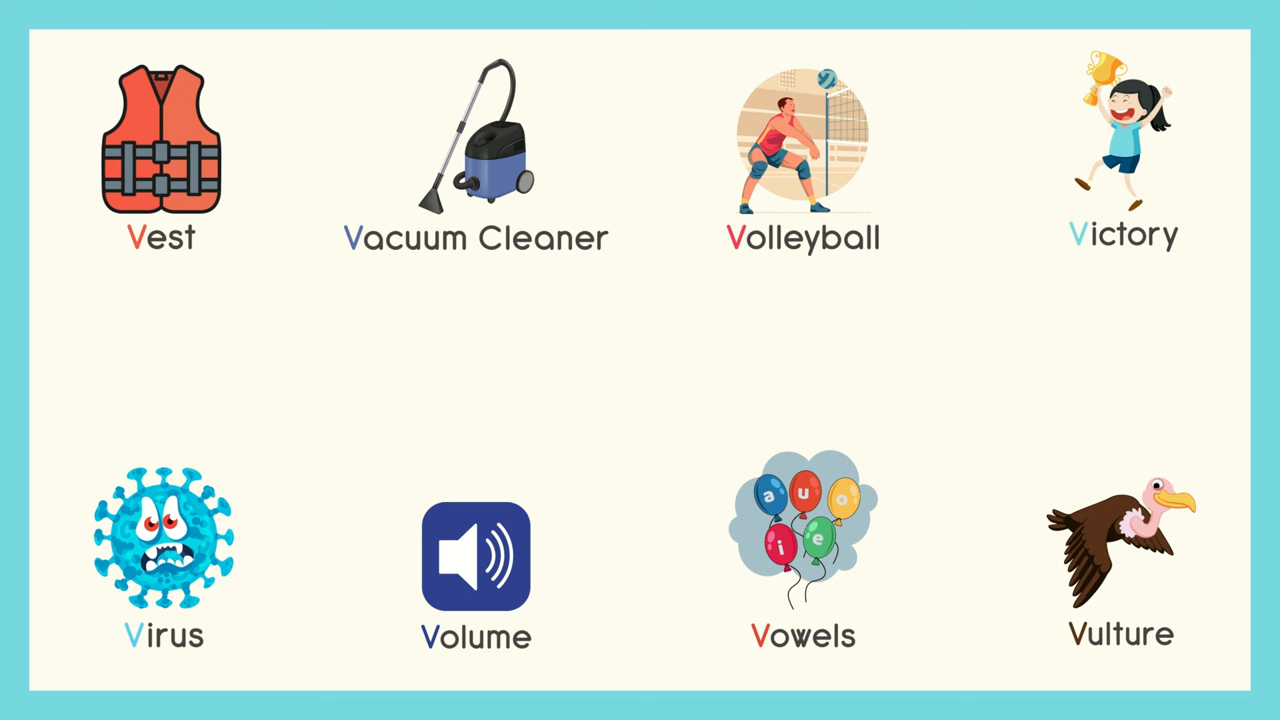 Vest
Vacuum Cleaner
Volleyball
Victory
a u o
i e
Virus
Volume
Vowels
Vulture